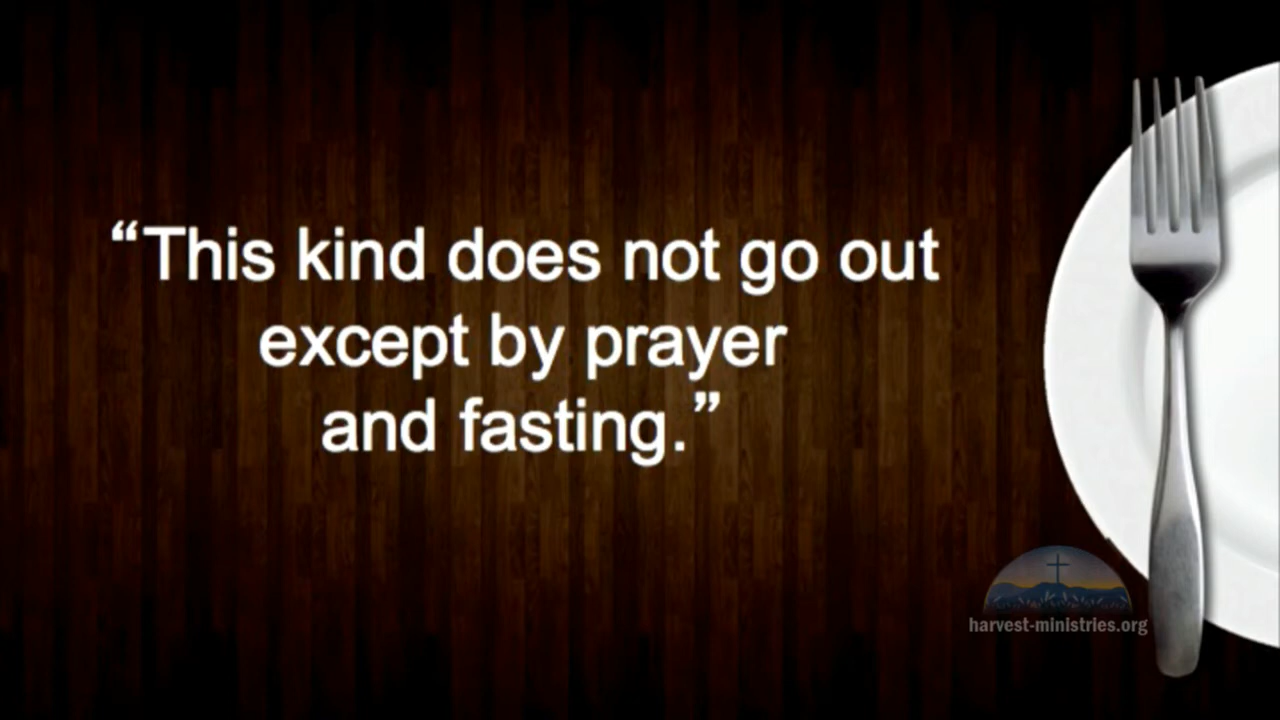 “This kind does not go out
except by prayer
and fasting.”
harvest-ministries.org